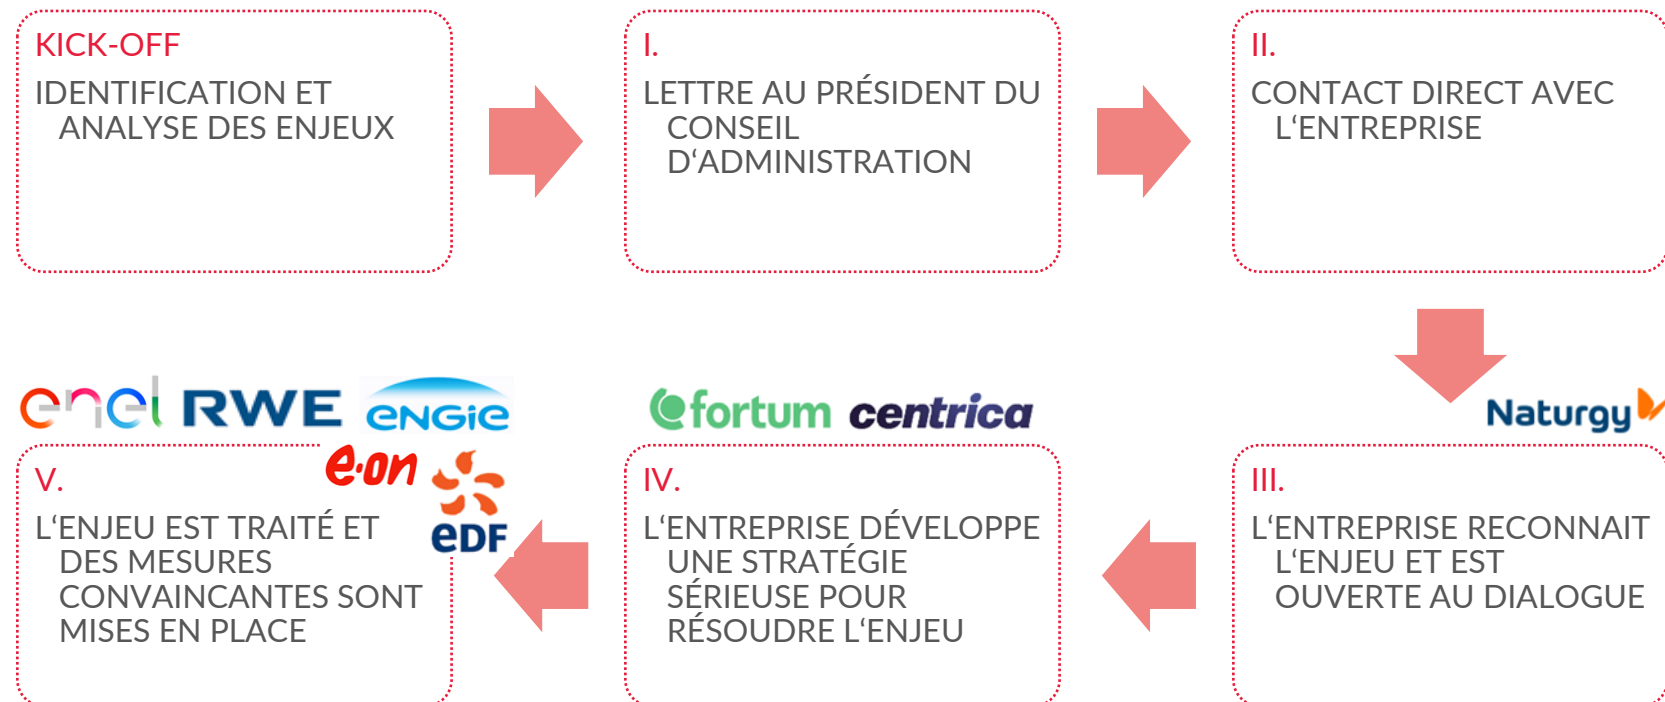 KICK-OFF
IDENTIFICATION ET
ANALYSE DES ENJEUX
I.
LETTRE AU PRÉSIDENT DU
CONSEIL
D‘ADMINISTRATION
II.
CONTACT DIRECT AVEC
L‘ENTREPRISE
Naturgy
III.
L‘ENTREPRISE RECONNAIT
L‘ENJEU ET EST
OUVERTE AU DIALOGUE
fortum centrica
IV.
L‘ENTREPRISE DÉVELOPPE
UNE STRATÉGIE
SÉRIEUSE POUR
RÉSOUDRE L‘ENJEU
enel RWE ENGIE
e·on
eDF
V.
L‘ENJEU EST TRAITÉ ET
DES MESURES
CONVAINCANTES SONT
MISES EN PLACE